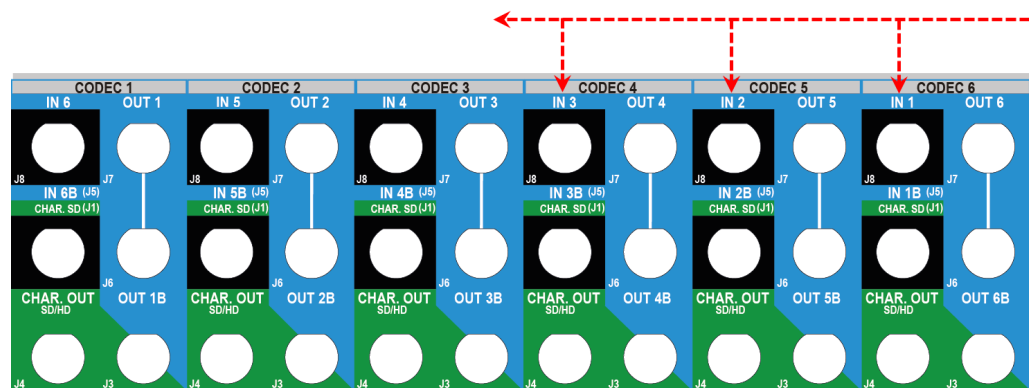 CODEC 1 CODEC 2 CODEC 3 CODEC 4 CODEC 5 CODEC 6
IN 6 OUT 1 IN 5 OUT 2 IN 4 OUT 3 IN 3 OUT 4 IN 2 OUT 5 IN 1 OUT 6
J8 J7 J8 J7 J8 J7 J8 J7 J8 J7 J8 J7
IN 6B (J5) IN 5B (J5) IN 4B (J5) IN 3B (J5) IN 2B (J5) IN 1B (J5)
CHAR. SD (J1) CHAR. SD (J1) CHAR. SD (J1) CHAR. SD (J1) CHAR. SD (J1) CHAR. SD (J1)
J6 J6 J6 J6 J6 J6
CHAR. OUT OUT 1B CHAR. OUT OUT 2B CHAR. OUT OUT 3B CHAR. OUT OUT 4B CHAR. OUT OUT 5B CHAR. OUT OUT 6B
SD/HD SD/HD SD/HD SD/HD SD/HD SD/HD
J4 J3 J4 J3 J4 J3 J4 J3 J4 J3 J4 J3